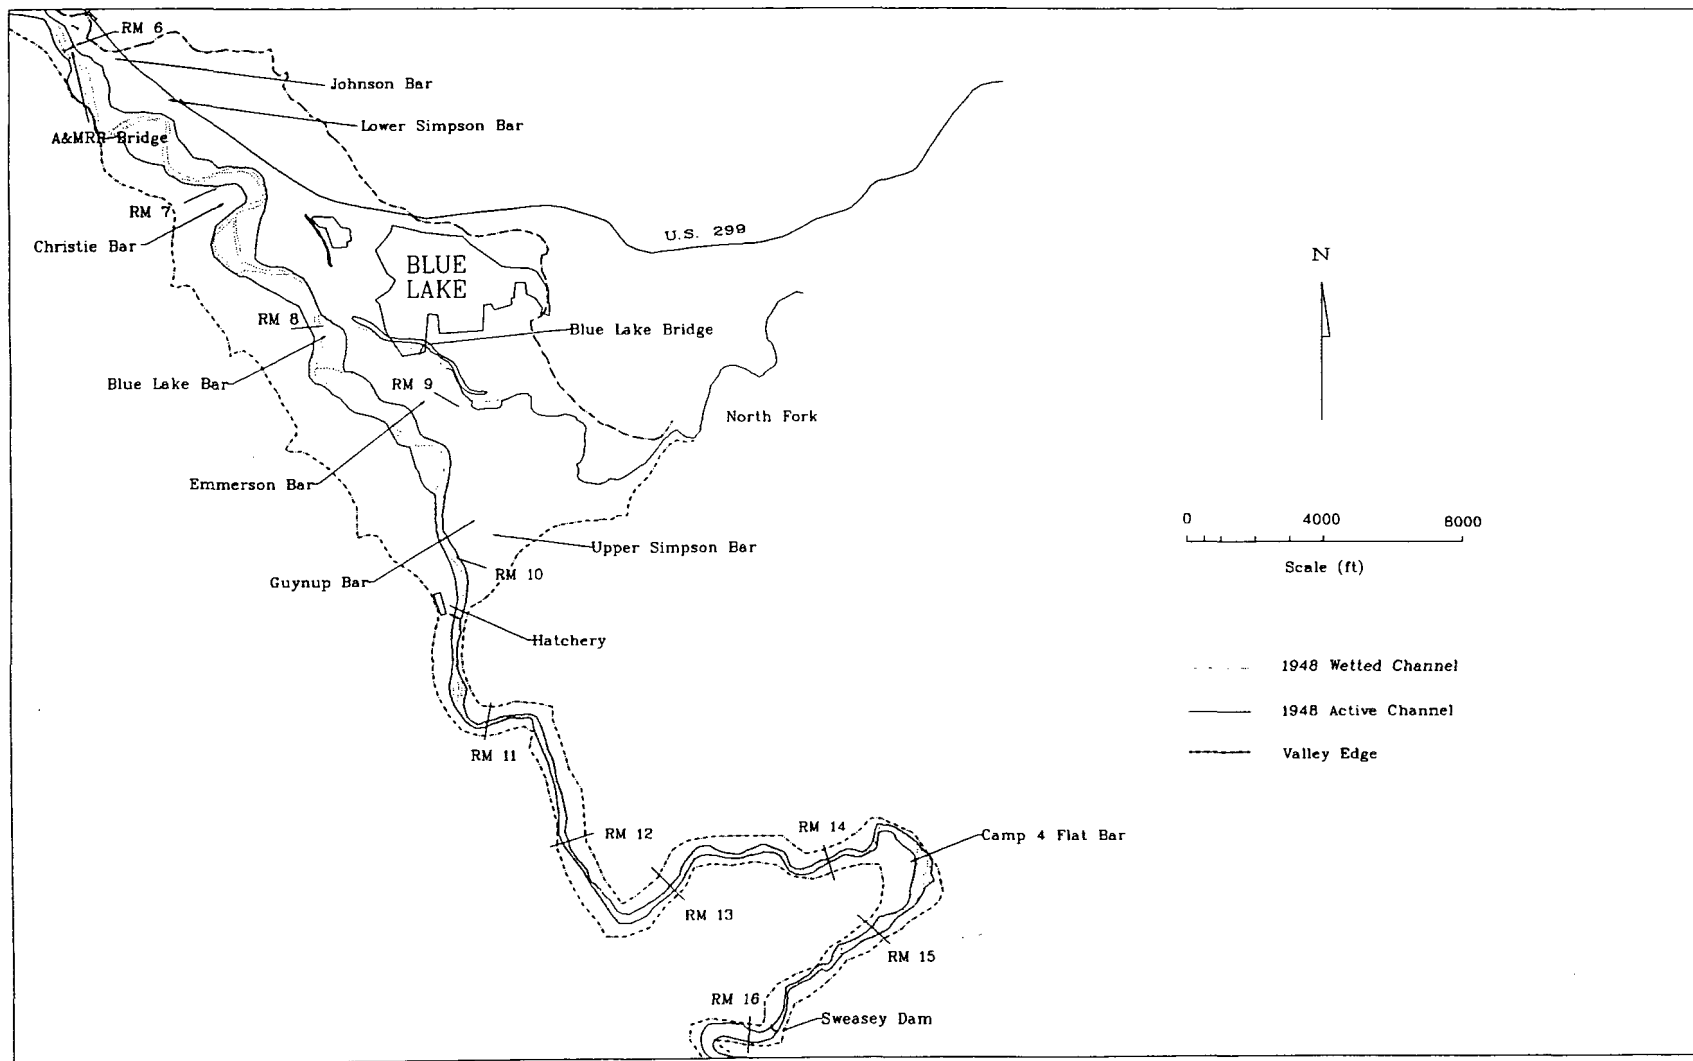 RM 6
Johnson Bar
Lower Simpson Bar
A&MRR Bridge
RM 7
Christie Bar
U.S. 299
N
BLUE
LAKE
RM 8
Blue Lake Bridge
Blue Lake Bar
RM 9
North Fork
Emmerson Bar
0 4000 8000
Scale (ft)
Upper Simpson Bar
RM 10
Guynup Bar
Hatchery
1948 Wetted Channel
1948 Active Channel
Valley Edge
RM 11
RM 12
RM 14
Camp 4 Flat Bar
RM 13
RM 15
RM 16
Sweasey Dam